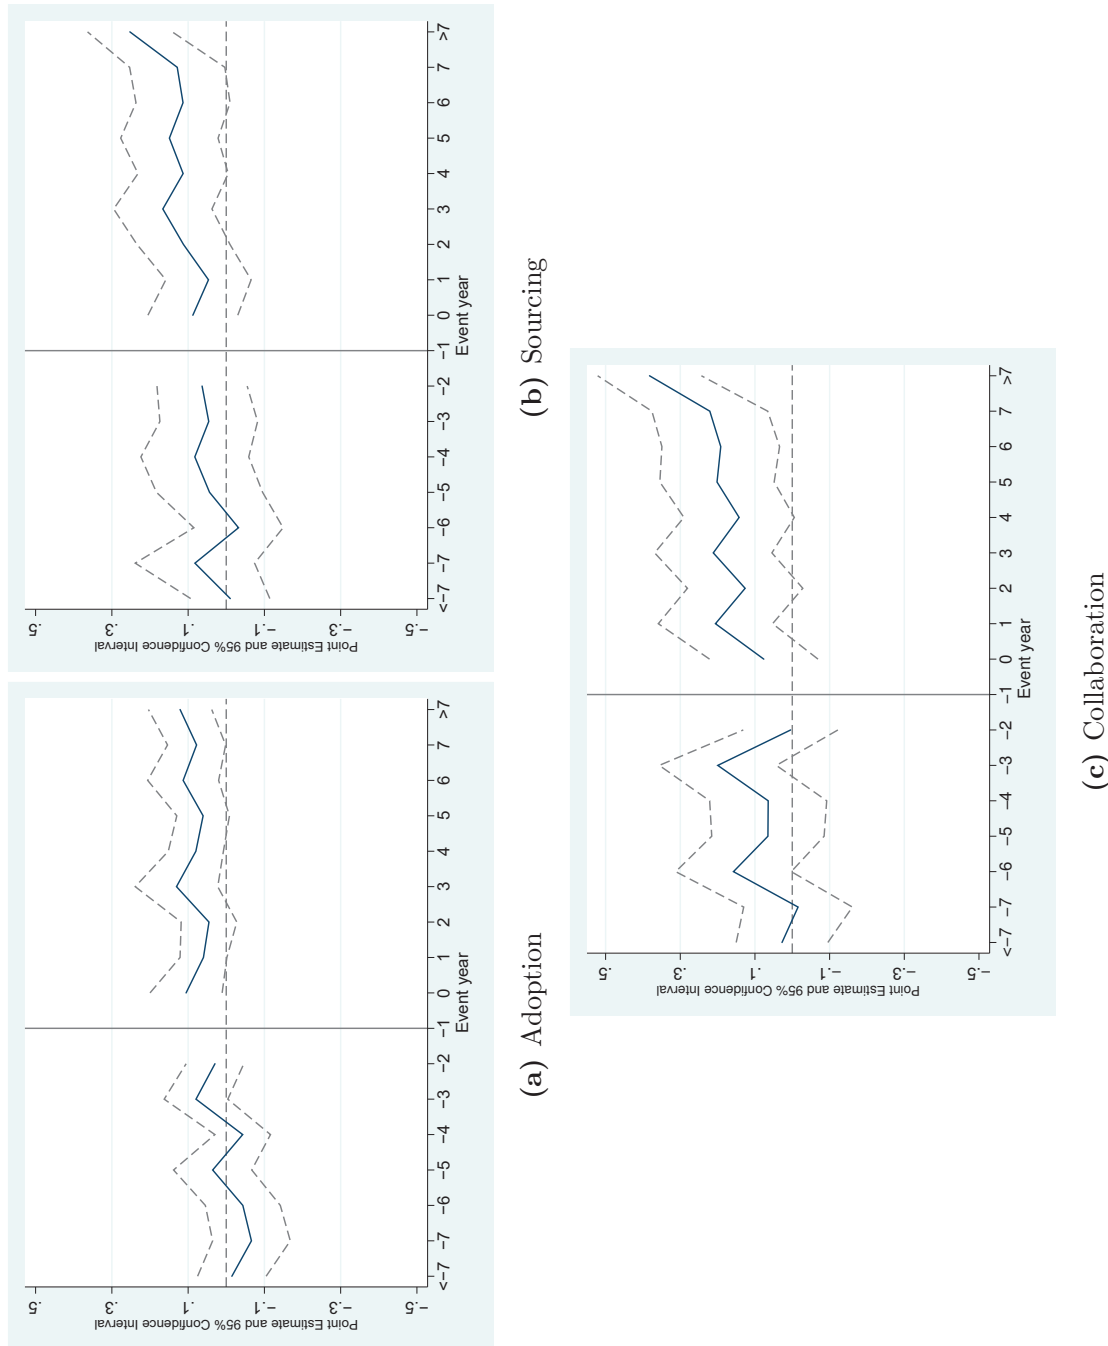 Point Estimate and 95% Confidence Interval
.5
.3
.1
-.1
-.3
-.5
<-7 -7 -6 -5 -4 -3 -2 -1 0 1 2 3 4 5 6 7 >7
Event year
(a) Adoption
Point Estimate and 95% Confidence Interval
.5
.3
.1
-.1
-.3
-.5
<-7 -7 -6 -5 -4 -3 -2 -1 0 1 2 3 4 5 6 7 >7
Event year
(b) Sourcing
Point Estimate and 95% Confidence Interval
.5
.3
.1
-.1
-.3
-.5
<-7 -7 -6 -5 -4 -3 -2 -1 0 1 2 3 4 5 6 7 >7
Event year
(c) Collaboration